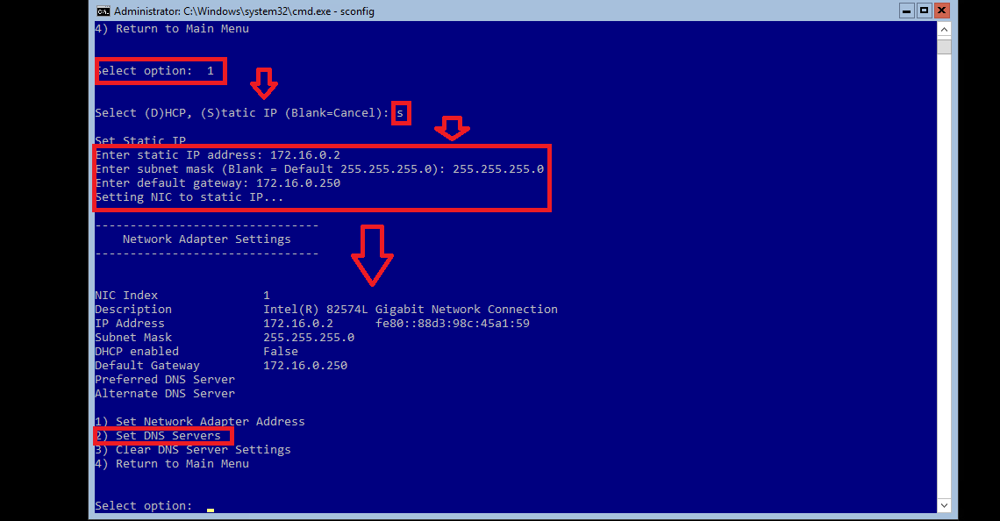 Administrator: C:\Windows\system32\cmd.exe - sconfig
4) Return to Main Menu
Select option: 1
Select (D)HCP, (S)tatic IP (Blank=Cancel): s
Set Static IP
Enter static IP address: 172.16.0.2
Enter subnet mask (Blank = Default 255.255.255.0): 255.255.255.0
Enter default gateway: 172.16.0.250
Setting NIC to static IP...
--------------------------------
Network Adapter Settings
--------------------------------
NIC Index 1
Description Intel(R) 82574L Gigabit Network Connection
IP Address 172.16.0.2 fe80::88d3:98c:45a1:59
Subnet Mask 255.255.255.0
DHCP enabled False
Default Gateway 172.16.0.250
Preferred DNS Server
Alternate DNS Server
1) Set Network Adapter Address
2) Set DNS Servers
3) Clear DNS Server Settings
4) Return to Main Menu
Select option: